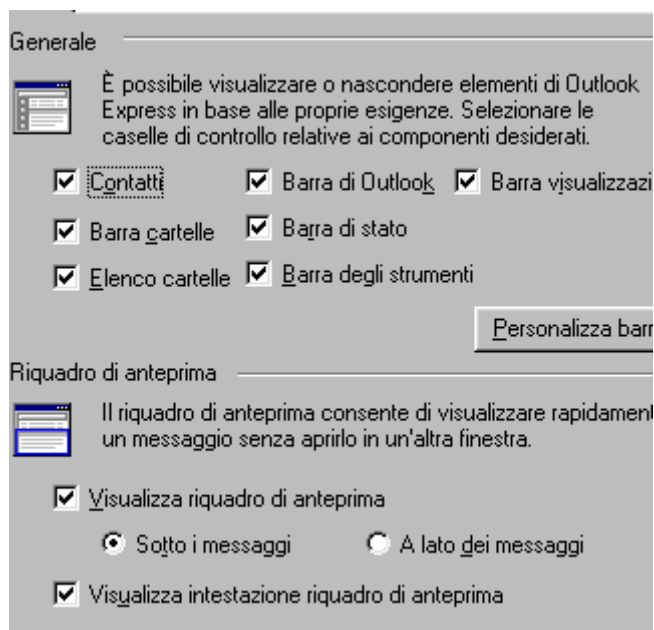 Generale
È possibile visualizzare o nascondere elementi di Outlook
Express in base alle proprie esigenze. Selezionare le
caselle di controllo relative ai componenti desiderati.
Contatti Barra di Outlook Barra visualizzazi
Barra cartelle Barra di stato
Elenco cartelle Barra degli strumenti
Personalizza barr
Riquadro di anteprima
Il riquadro di anteprima consente di visualizzare rapidament
un messaggio senza aprirlo in un'altra finestra.
Visualizza riquadro di anteprima
Sotto i messaggi A lato dei messaggi
Visualizza intestazione riquadro di anteprima